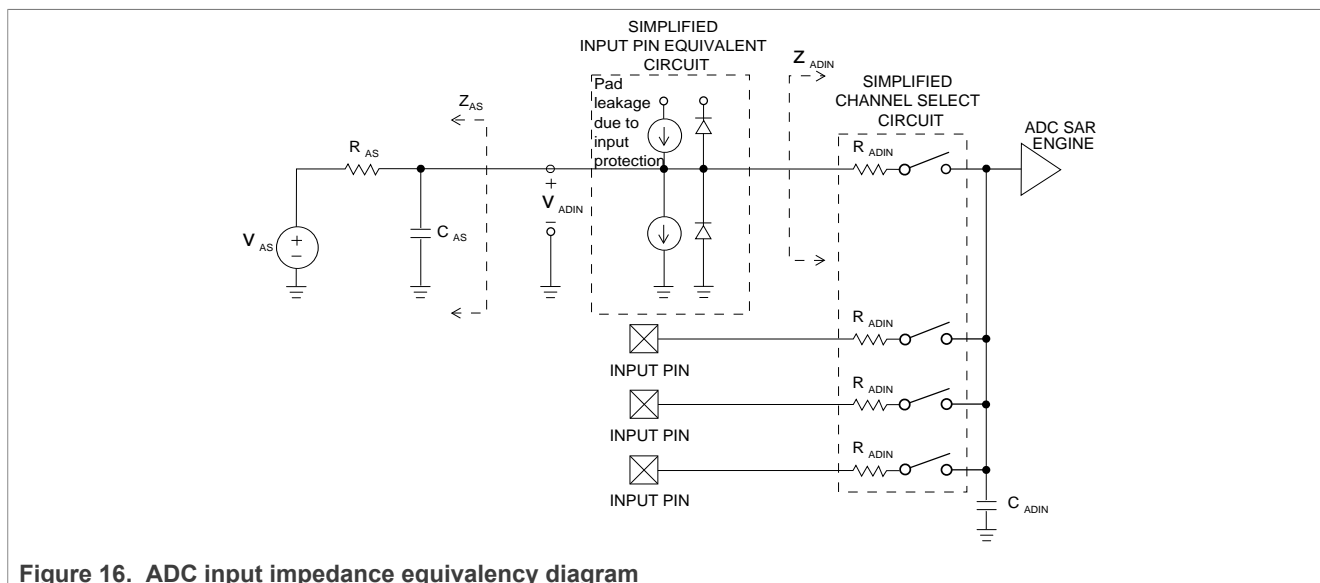 SIMPLIFIED
INPUT PIN EQUIVALENT
CIRCUIT
Pad
leakage
due to
input
protection
Z ADIN
SIMPLIFIED
CHANNEL SELECT
CIRCUIT
ADC SAR
ENGINE
Z AS
R AS
R ADIN
+
V ADIN
–
C AS
V AS
+
–
R ADIN
INPUT PIN
R ADIN
INPUT PIN
R ADIN
INPUT PIN
C ADIN
Figure 16. ADC input impedance equivalency diagram